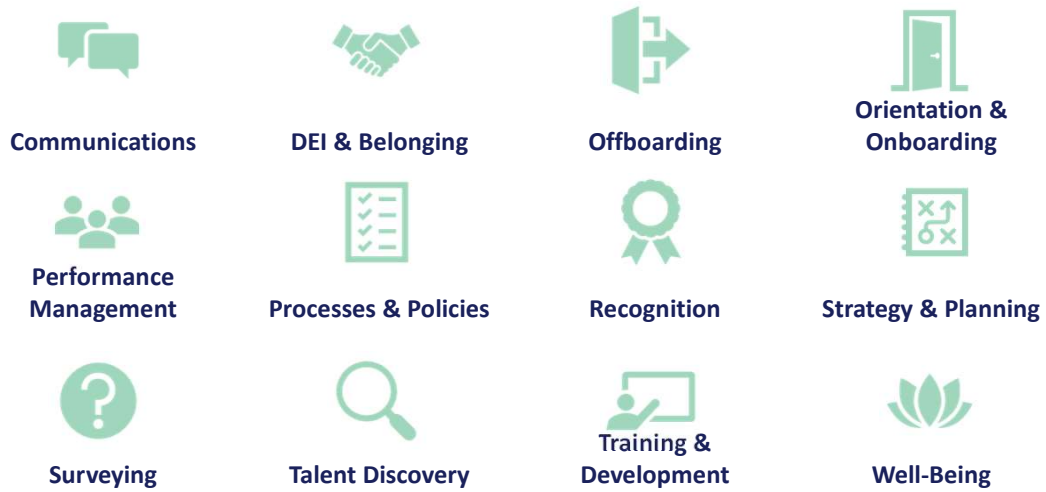 Communications
DEI & Belonging
Offboarding
Orientation &
Onboarding
Performance
Management
Processes & Policies
Recognition
Strategy & Planning
Surveying
Talent Discovery
Training &
Development
Well-Being